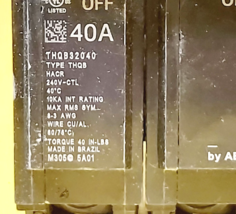 OFF
LISTED
40A
THQB32040
TYPE THQB
HACR
240V~CTL
40°C
10KA INT RATING
MAX RMS SYM
8-3 AWG
WIRE CU/AL
60/75°C
TORQUE 40 IN-LBS
MADE IN BRAZIL
by